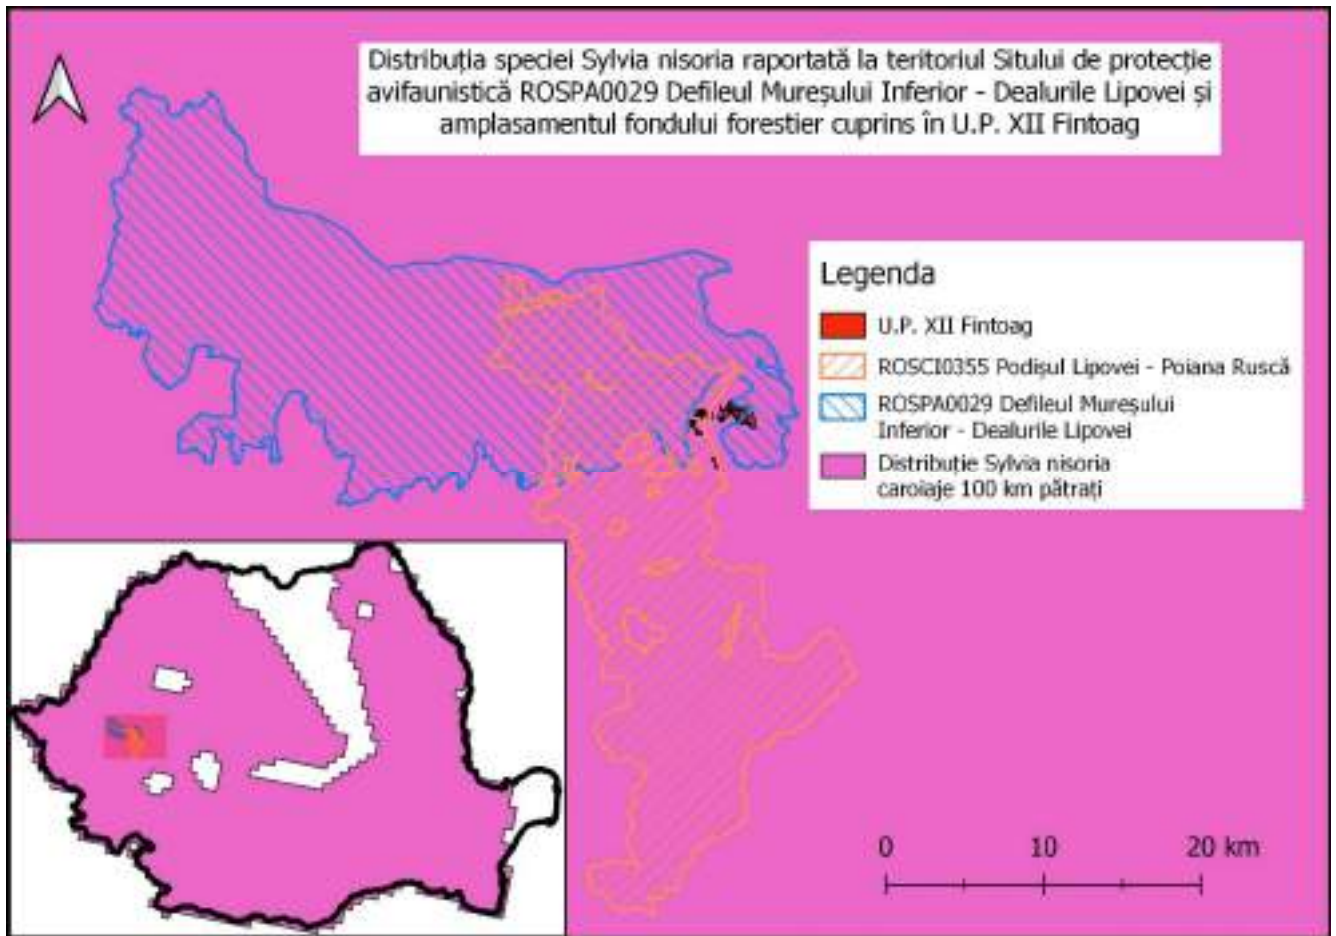 Distribuția speciei Sylvia nisoria raportată la teritoriul Sitului de protecție
avifaunistică ROSPA0029 Defileul Mureșului Inferior - Dealurile Lipovei și
amplasamentul fondului forestier cuprins în U.P. XII Fintoag
Legenda
U.P. XII Fintoag
ROSCI0355 Podișul Lipovei - Poiana Ruscă
ROSPA0029 Defileul Mureșului
Inferior - Dealurile Lipovei
Distribuție Sylvia nisoria
caroiaje 100 km pătrați
0 10 20 km